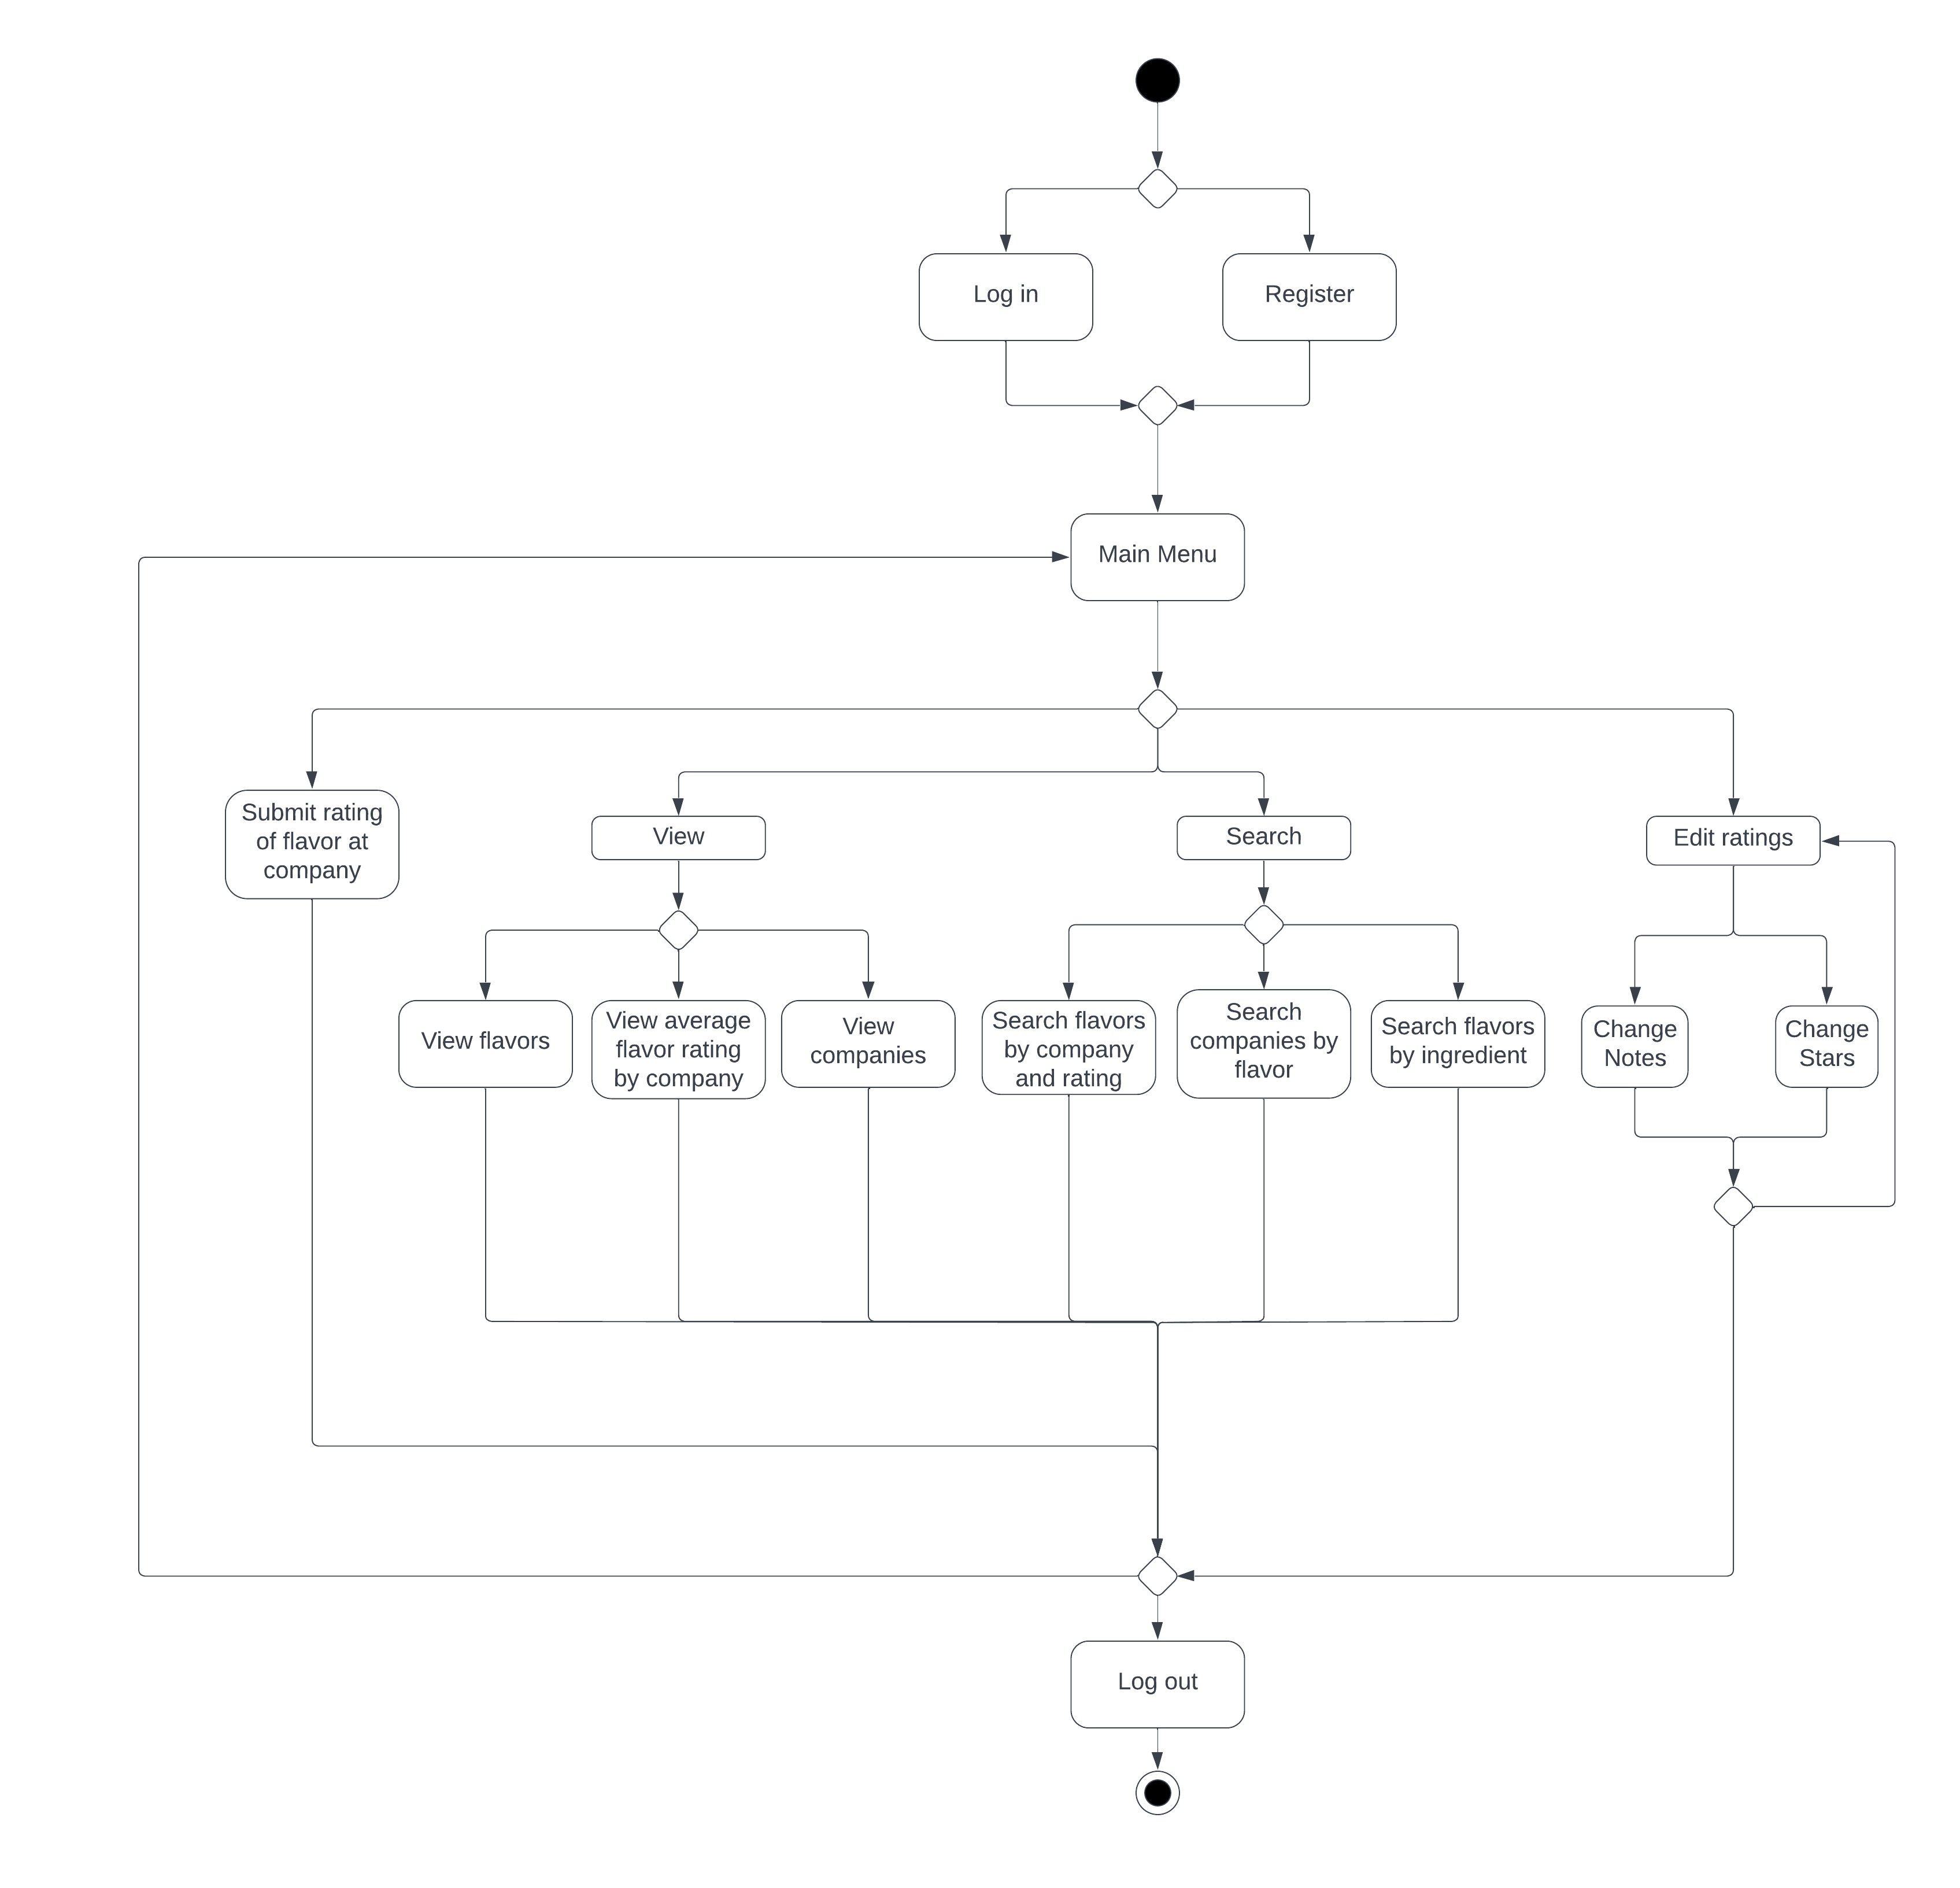 Log in
Register
Main Menu
Submit rating
of flavor at
company
View
Search
Edit ratings
View flavors
View average
flavor rating
by company
View
companies
Search flavors
by company
and rating
Search
companies by
flavor
Search flavors
by ingredient
Change
Notes
Change
Stars
Log out